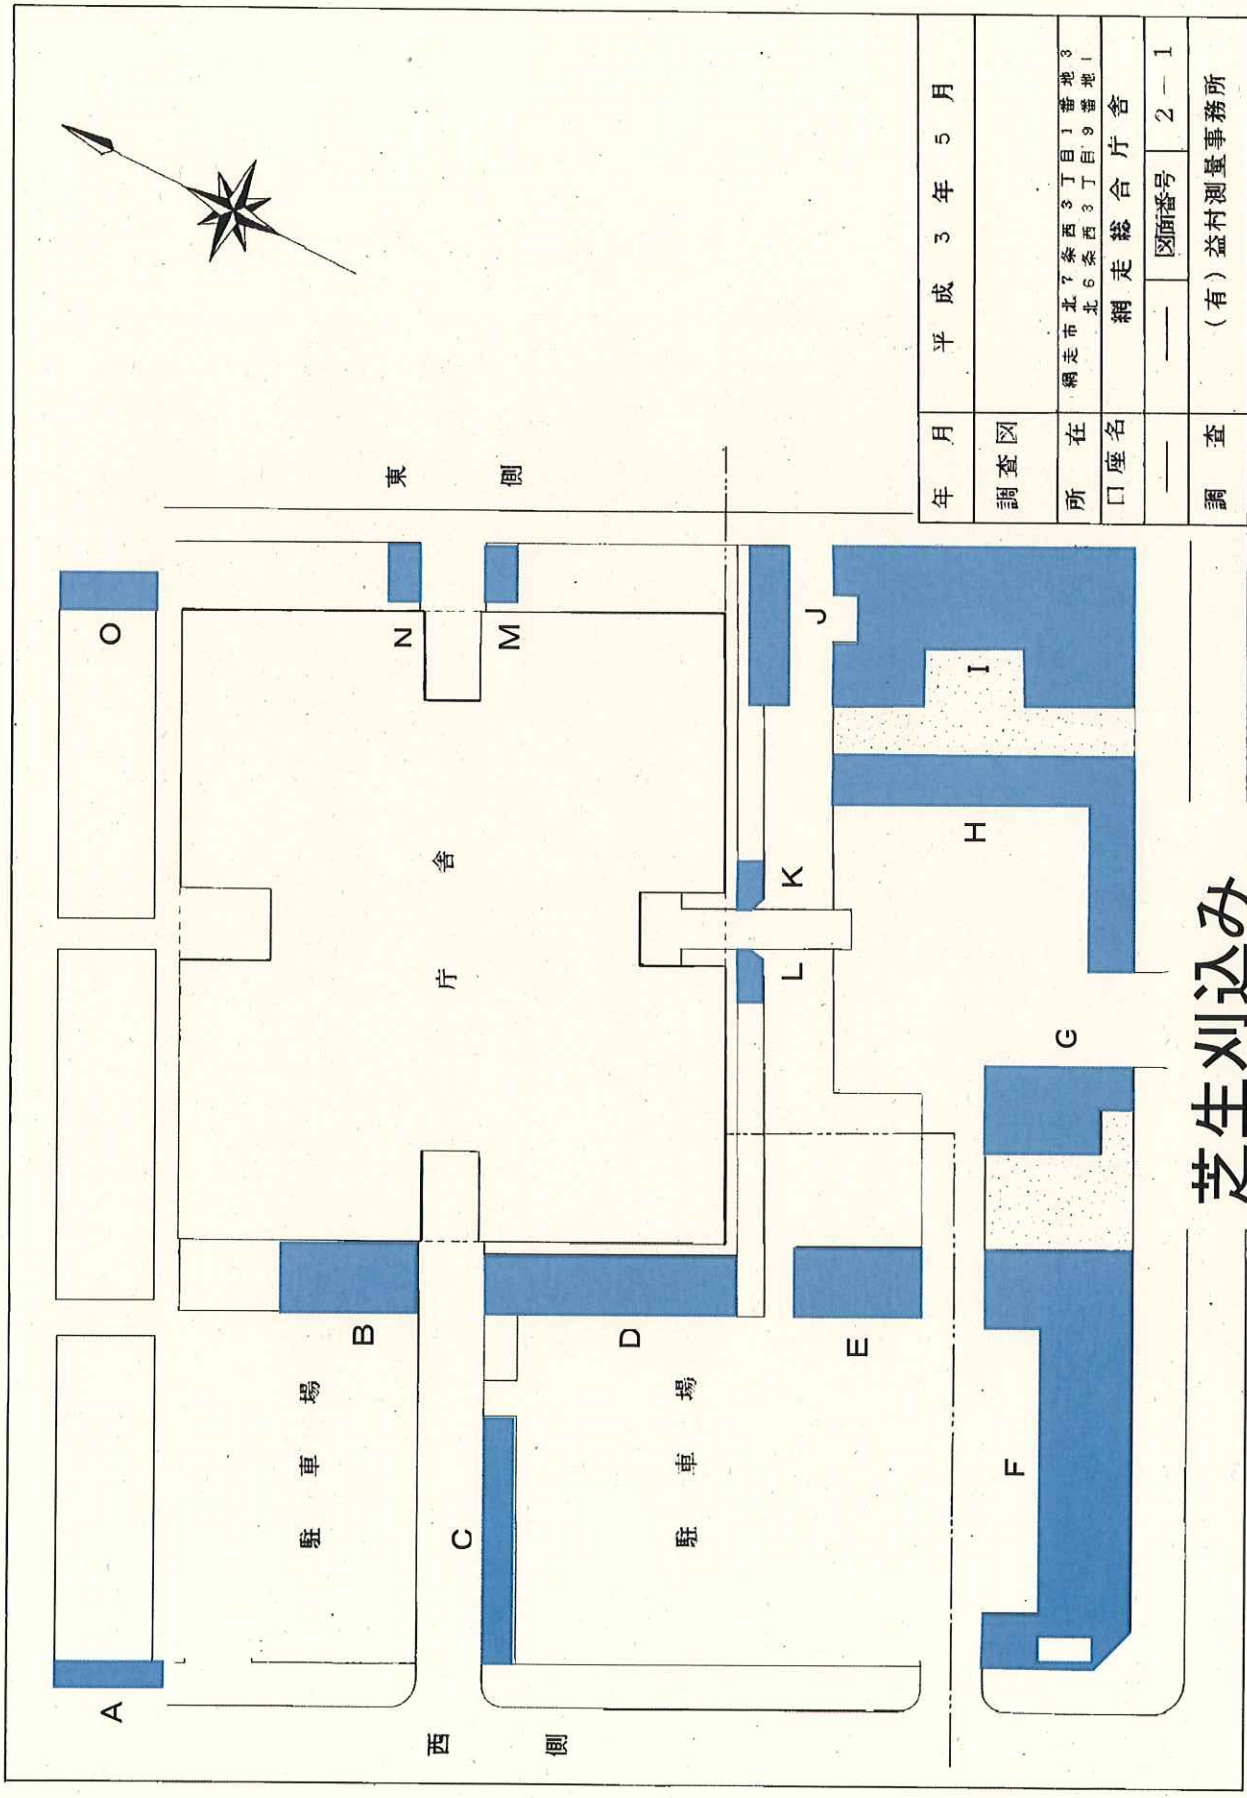 O
東側
N
M
J
I
舎
庁
K
L
H
G
B
D
E
駐車場
駐車場
C
F
A
西側
年月 平成3年5月
調査図
所在 網走市北7条西3丁目1番地3
北6条西3丁目9番地1
口座名 網走総合庁舎
図面番号 2-1
調査 (有)益村測量事務所
芝生刈込み